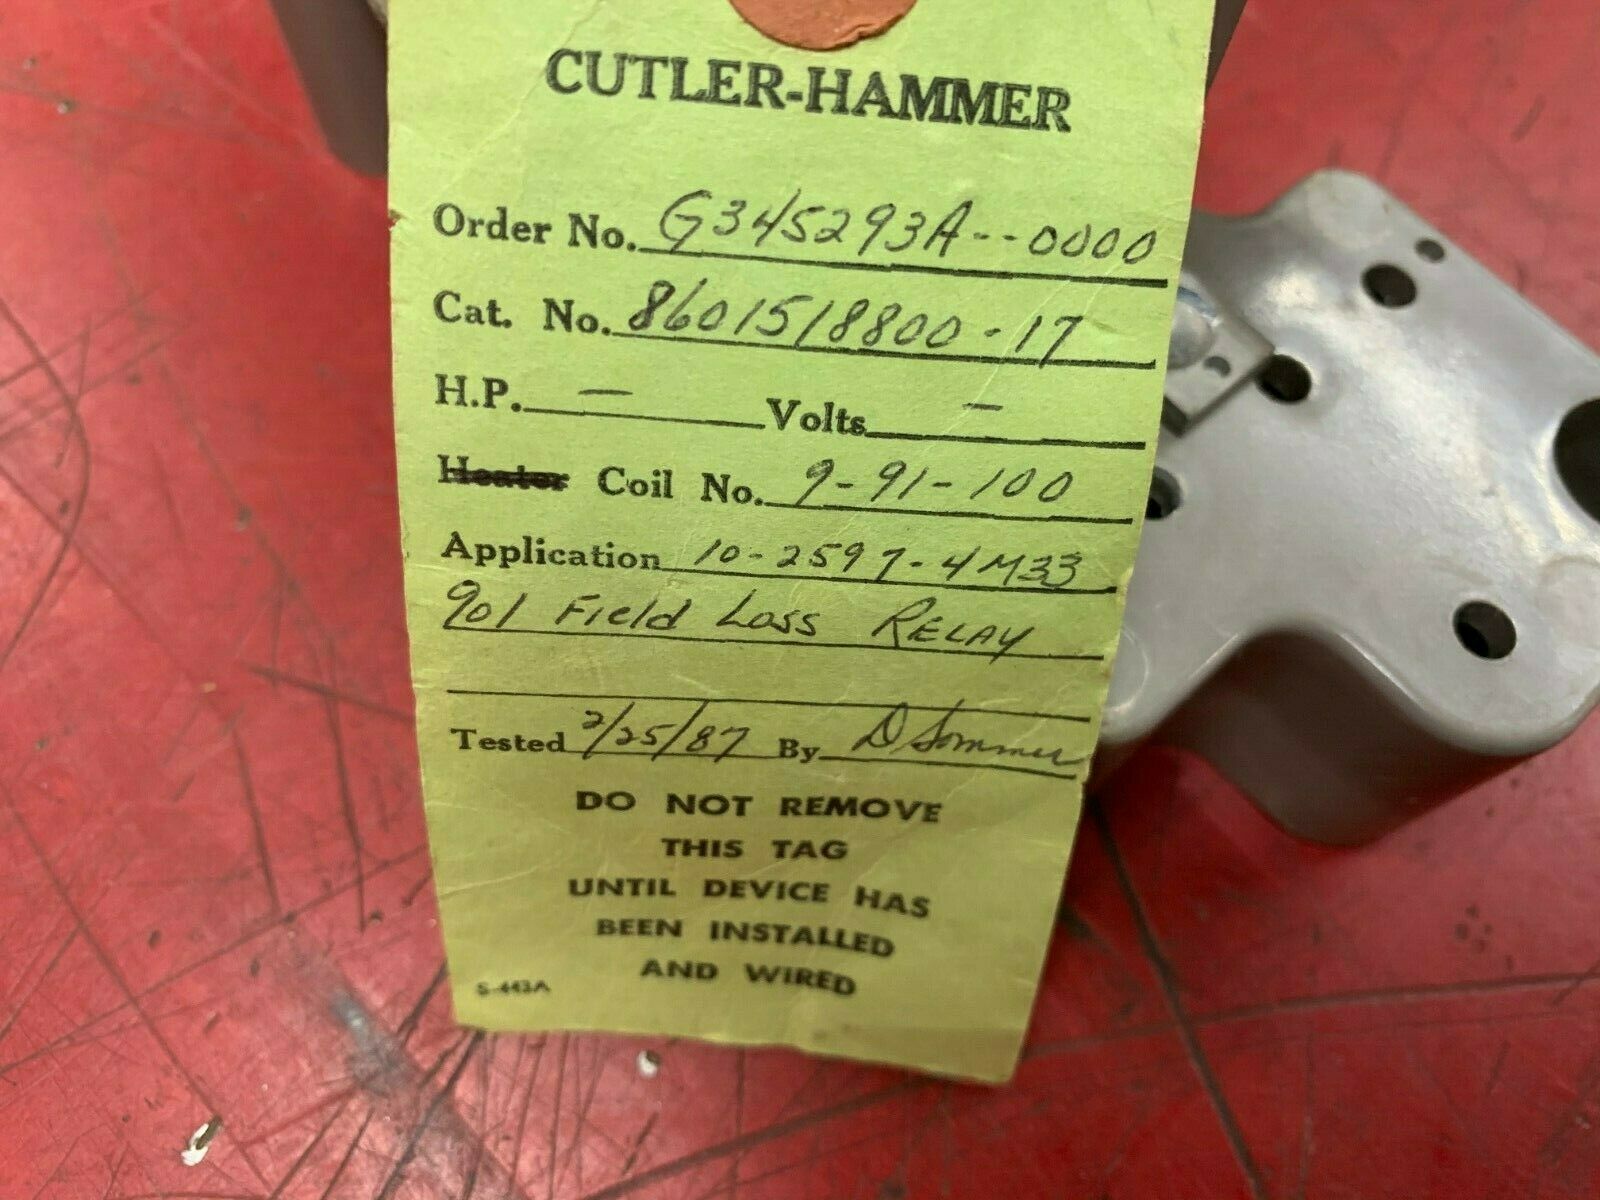 CUTLER-HAMMER
Order No. G345293A--0000
Cat. No. 8601518800-17
H.P. — Volts —
Heater Coil No. 9-91-100
Application 10-2597-4M33
901 Field Loss RELAY
Tested 2/25/87 By D Sommer
DO NOT REMOVE
THIS TAG
UNTIL DEVICE HAS
BEEN INSTALLED
AND WIRED
S-443A